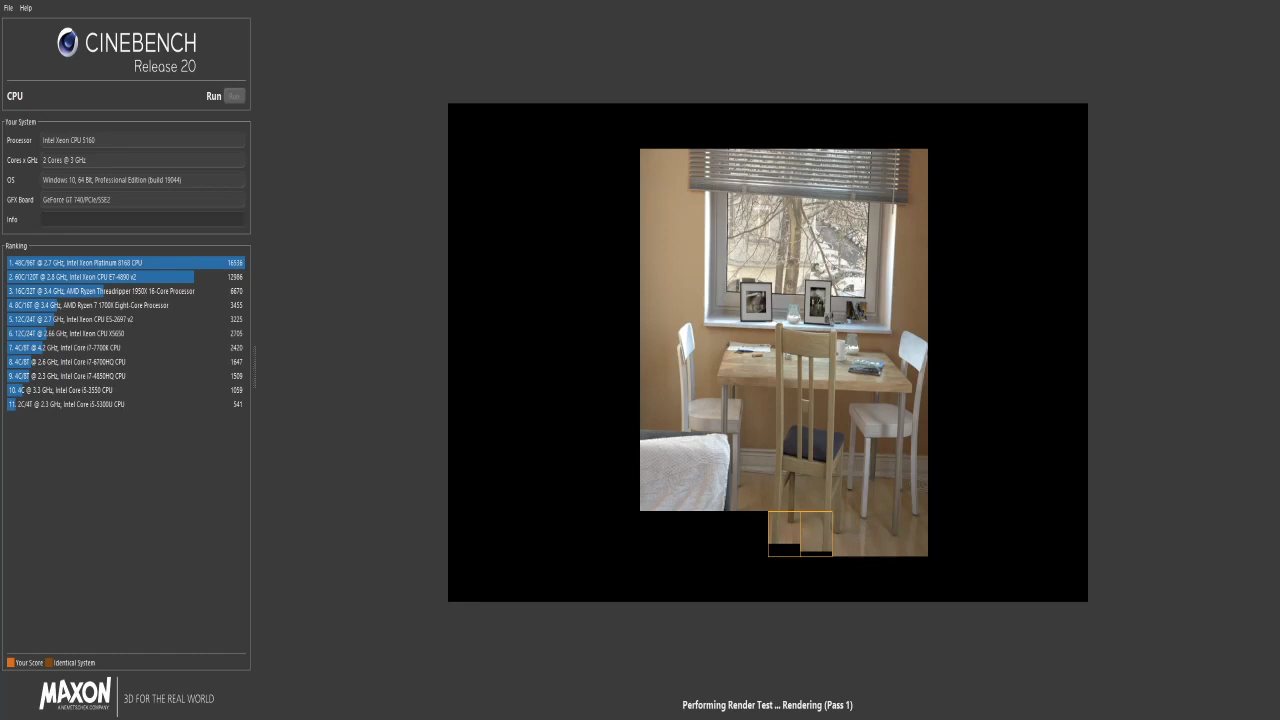 File Help
CINEBENCH
Release 20
CPU Run Run
Your System
Processor Intel Xeon CPU 5160
Cores x GHz 2 Cores @ 3 GHz
OS Windows 10, 64 Bit, Professional Edition
GFX Board GeForce GT 740/PCIe/SSE2
Info
Ranking
1. 48C/96T @ 2.7 GHz, Intel Xeon Platinum 8168 CPU 16536
2. 60C/120T @ 2.8 GHz, Intel Xeon CPU E7-4890 v2 12986
3. 16C/32T @ 3.4 GHz, AMD Ryzen Threadripper 1950X 16-Core Processor 6670
4. 8C/16T @ 3.4 GHz, AMD Ryzen 7 1700X Eight-Core Processor 3455
5. 12C/24T @ 2.7 GHz, Intel Xeon CPU E5-2697 v2 3225
6. 12C/24T @ 2.66 GHz, Intel Xeon CPU X5650 2705
7. 4C/8T @ 4.2 GHz, Intel Core i7-7700K CPU 2420
8. 4C/8T @ 2.6 GHz, Intel Core i7-6700HQ CPU 1647
9. 4C/8T @ 2.3 GHz, Intel Core i7-4850HQ CPU 1509
10. 4C @ 3.3 GHz, Intel Core i5-3550 CPU 1059
11. 2C/4T @ 2.3 GHz, Intel Core i5-5300U CPU 541
Your Score Identical System
MAXON 3D FOR THE REAL WORLD
A NEMETSCHEK COMPANY
Performing Render Test ... Rendering (Pass 1)